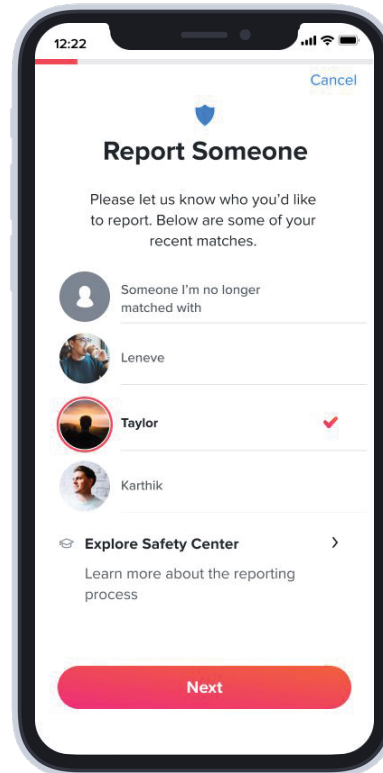 12:22
Cancel
Report Someone
Please let us know who you’d like
to report. Below are some of your
recent matches.
Someone I’m no longer
matched with
Leneve
Taylor
Karthik
Explore Safety Center
Learn more about the reporting
process
Next